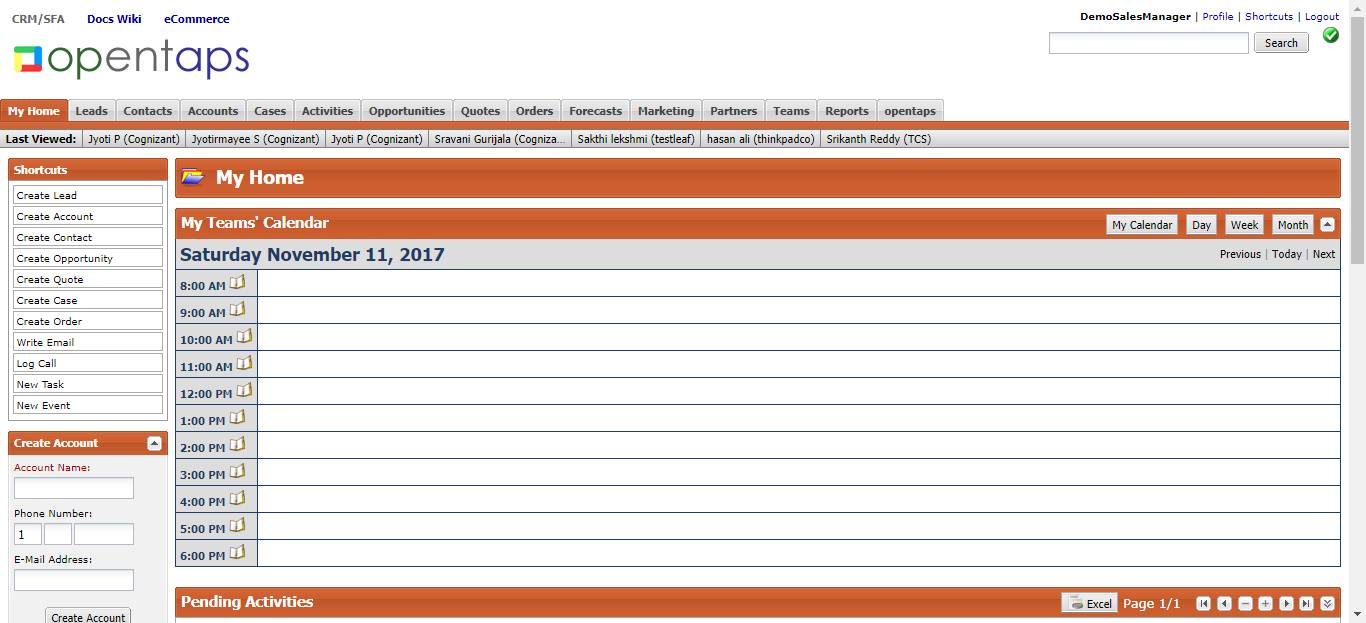 CRM/SFA Docs Wiki eCommerce
DemoSalesManager | Profile | Shortcuts | Logout
opentaps
Search
My Home Leads Contacts Accounts Cases Activities Opportunities Quotes Orders Forecasts Marketing Partners Teams Reports opentaps
Last Viewed: Jyoti P (Cognizant) Jyotirmayee S (Cognizant) Jyoti P (Cognizant) Sravani Gurijala (Cogniza... Sakthi lekshmi (testleaf) hasan ali (thinkpadco) Srikanth Reddy (TCS)
Shortcuts
Create Lead
Create Account
Create Contact
Create Opportunity
Create Quote
Create Case
Create Order
Write Email
Log Call
New Task
New Event
Create Account
Account Name:
Phone Number:
1
E-Mail Address:
Create Account
My Home
My Teams' Calendar
My Calendar Day Week Month
Saturday November 11, 2017
Previous | Today | Next
8:00 AM
9:00 AM
10:00 AM
11:00 AM
12:00 PM
1:00 PM
2:00 PM
3:00 PM
4:00 PM
5:00 PM
6:00 PM
Pending Activities
Excel Page 1/1